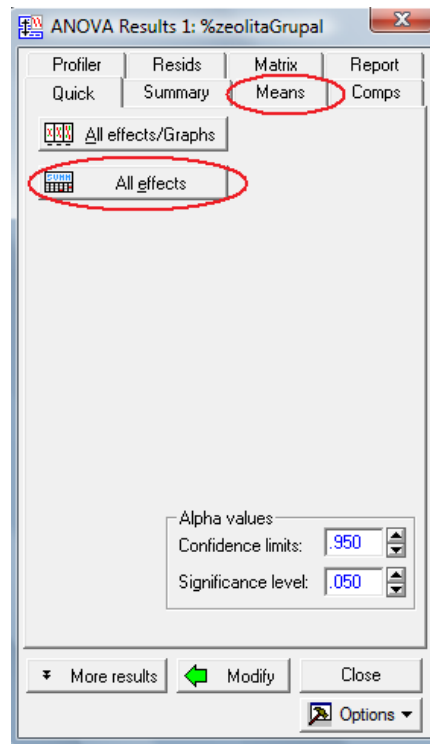 ANOVA Results 1: %zeolitaGrupal
Profiler Resids Matrix Report
Quick Summary Means Comps
All effects/Graphs
SUMM
All effects
Alpha values
Confidence limits: .950
Significance level: .050
More results Modify Close
Options